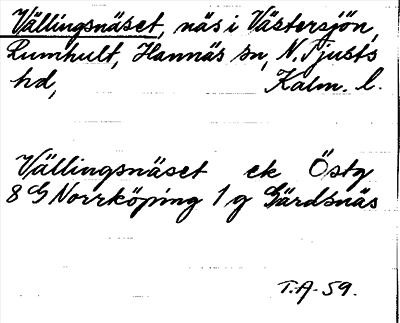 Vällingsnäset, näs i Västersjön,
Rumhult, Hannäs sn, N. Tjusts
hd, Kalm. l.
Vällingsnäset ek Östg
8 G Norrköping 1 g Gärdsnäs
T.A. 59.